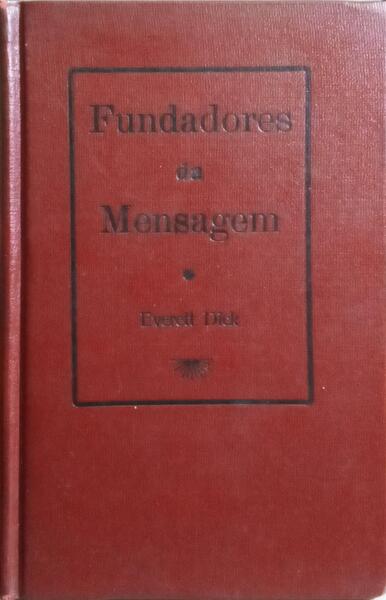 Fundadores
da
Mensagem
Everett Dick